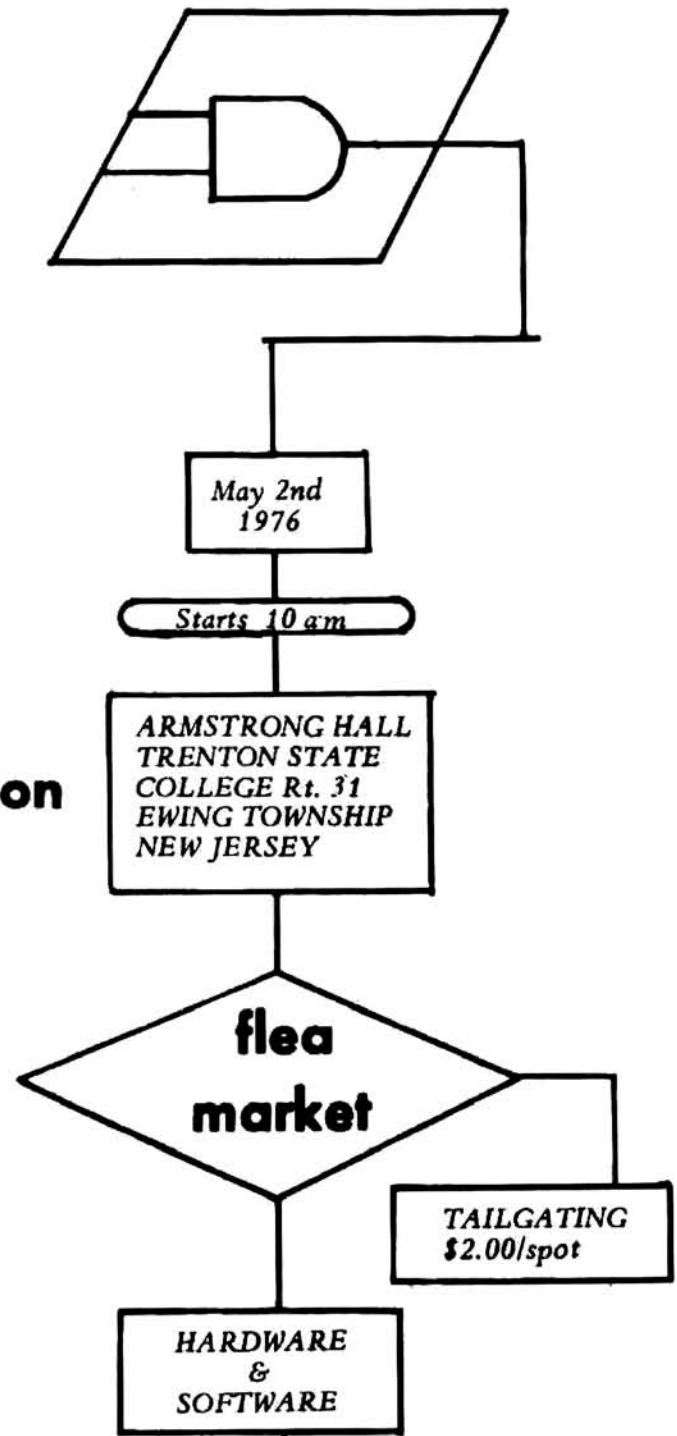 May 2nd
1976
Starts 10 am
on
ARMSTRONG HALL
TRENTON STATE
COLLEGE Rt. 31
EWING TOWNSHIP
NEW JERSEY
flea
market
TAILGATING
$2.00/spot
HARDWARE
&
SOFTWARE